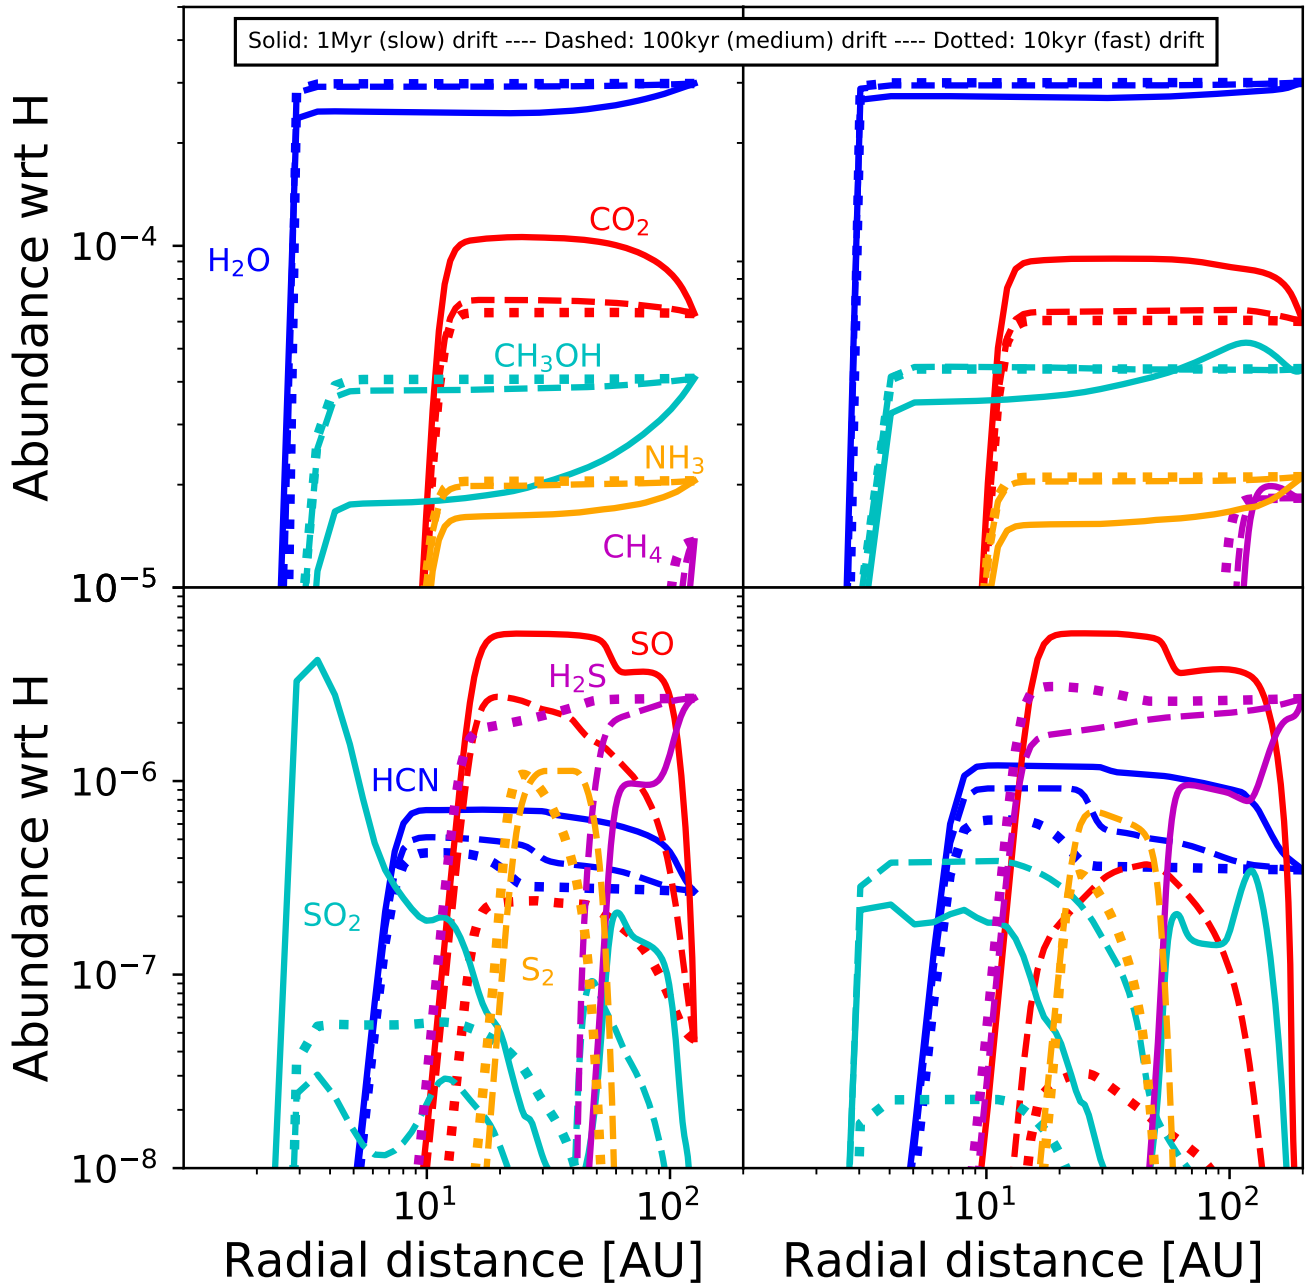 Solid: 1Myr (slow) drift ---- Dashed: 100kyr (medium) drift ---- Dotted: 10kyr (fast) drift
Abundance wrt H
10⁻⁴
10⁻⁵
H₂O
CO₂
CH₃OH
NH₃
CH₄
Abundance wrt H
10⁻⁶
10⁻⁷
10⁻⁸
SO
H₂S
HCN
SO₂
S₂
10¹
10²
10¹
10²
Radial distance [AU]
Radial distance [AU]